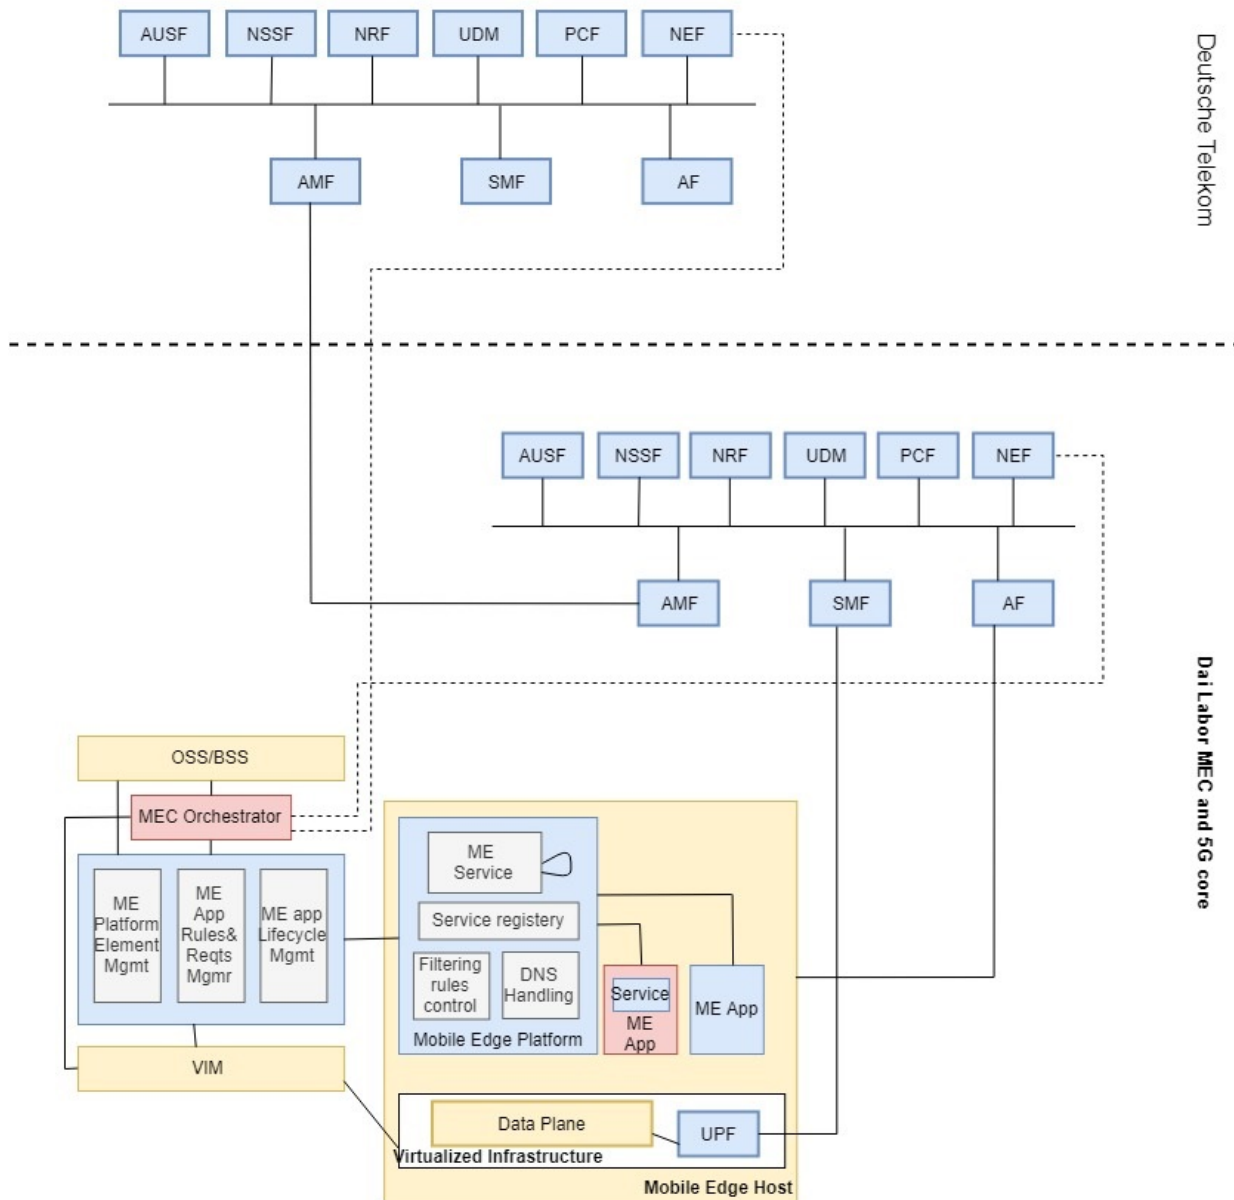 AUSF
NSSF
NRF
UDM
PCF
NEF
Deutsche Telekom
AMF
SMF
AF
AUSF
NSSF
NRF
UDM
PCF
NEF
AMF
SMF
AF
Dai Labor MEC and 5G core
OSS/BSS
MEC Orchestrator
ME
Platform
Element
Mgmt
ME
App
Rules&
Reqts
Mgmr
ME app
Lifecycle
Mgmt
VIM
ME
Service
Service registery
Filtering
rules
control
DNS
Handling
Mobile Edge Platform
Service
ME
App
ME App
Data Plane
UPF
Virtualized Infrastructure
Mobile Edge Host